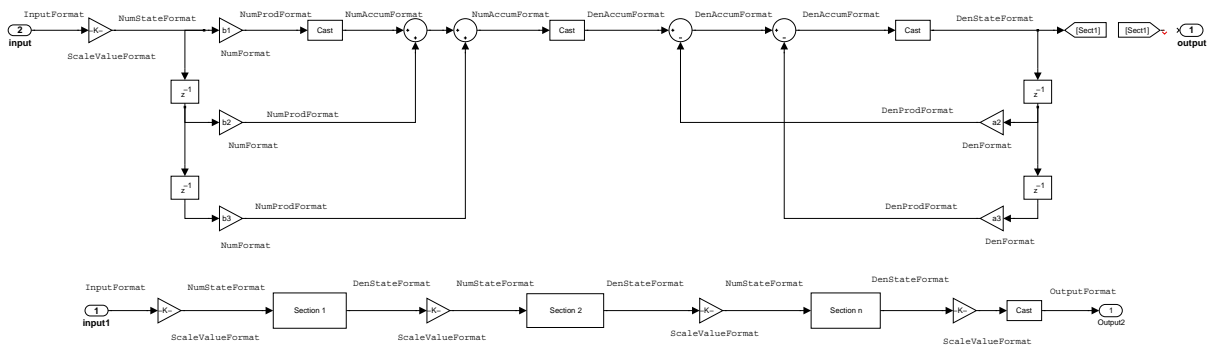 InputFormat
2
input
-K-
NumStateFormat
ScaleValueFormat
b1
NumProdFormat
NumFormat
Cast
NumAccumFormat
+
+
+
+
NumAccumFormat
Cast
DenAccumFormat
+
−
DenAccumFormat
+
−
DenAccumFormat
Cast
DenStateFormat
[Sect1]
[Sect1]
1
output
z−1
b2
NumProdFormat
NumFormat
z−1
DenProdFormat
a2
DenFormat
z−1
b3
NumProdFormat
NumFormat
z−1
DenProdFormat
a3
DenFormat
InputFormat
1
input1
-K-
NumStateFormat
ScaleValueFormat
Section 1
DenStateFormat
-K-
NumStateFormat
ScaleValueFormat
Section 2
DenStateFormat
-K-
NumStateFormat
ScaleValueFormat
Section n
DenStateFormat
-K-
ScaleValueFormat
Cast
OutputFormat
1
Output2